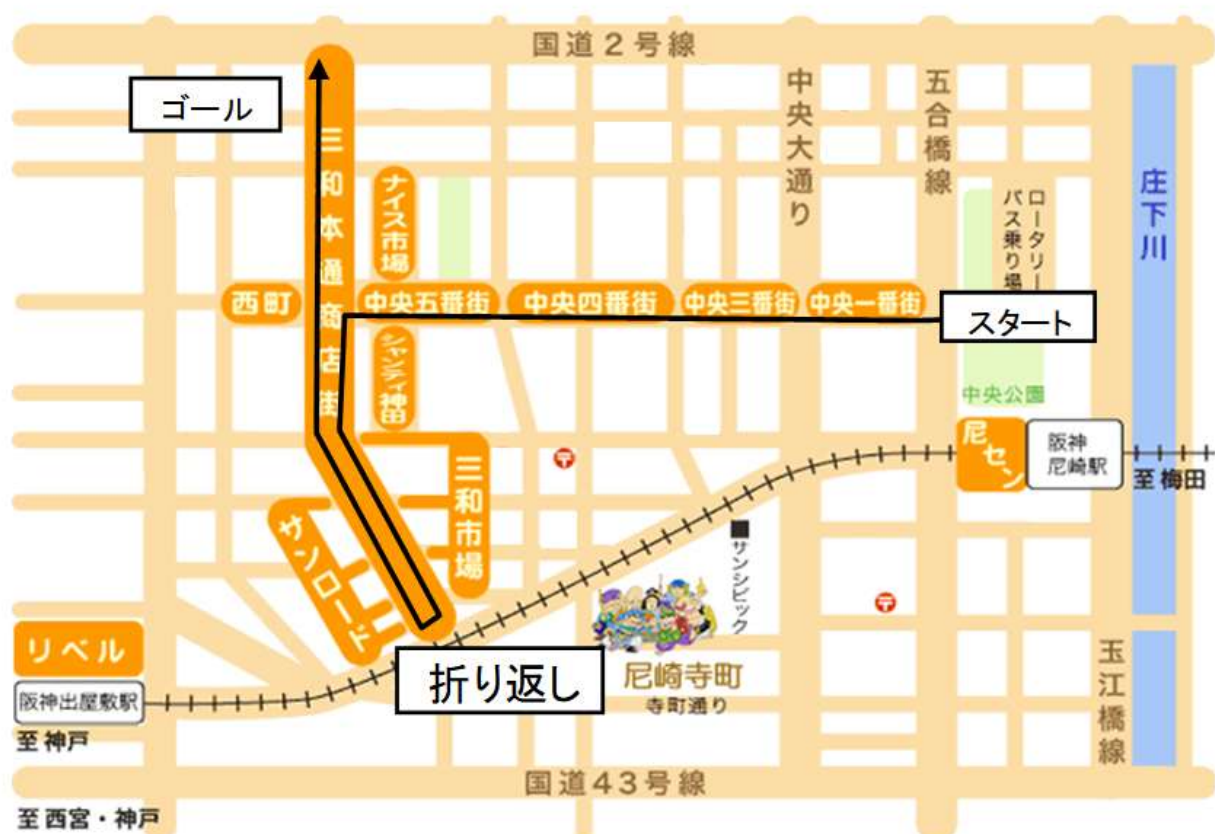 国道2号線
ゴール
三和本通商店街
ナイス市場
中央大通り
五合橋線
ロータリー
バス乗り場
庄下川
西町
中央五番街
中央四番街
中央三番街
中央一番街
スタート
シャンティ神田
中央公園
尼セン
阪神
尼崎駅
至梅田
三和市場
サンロード
サンシビック
リベル
阪神出屋敷駅
至神戸
折り返し
尼崎寺町
寺町通り
玉江橋線
国道43号線
至西宮・神戸